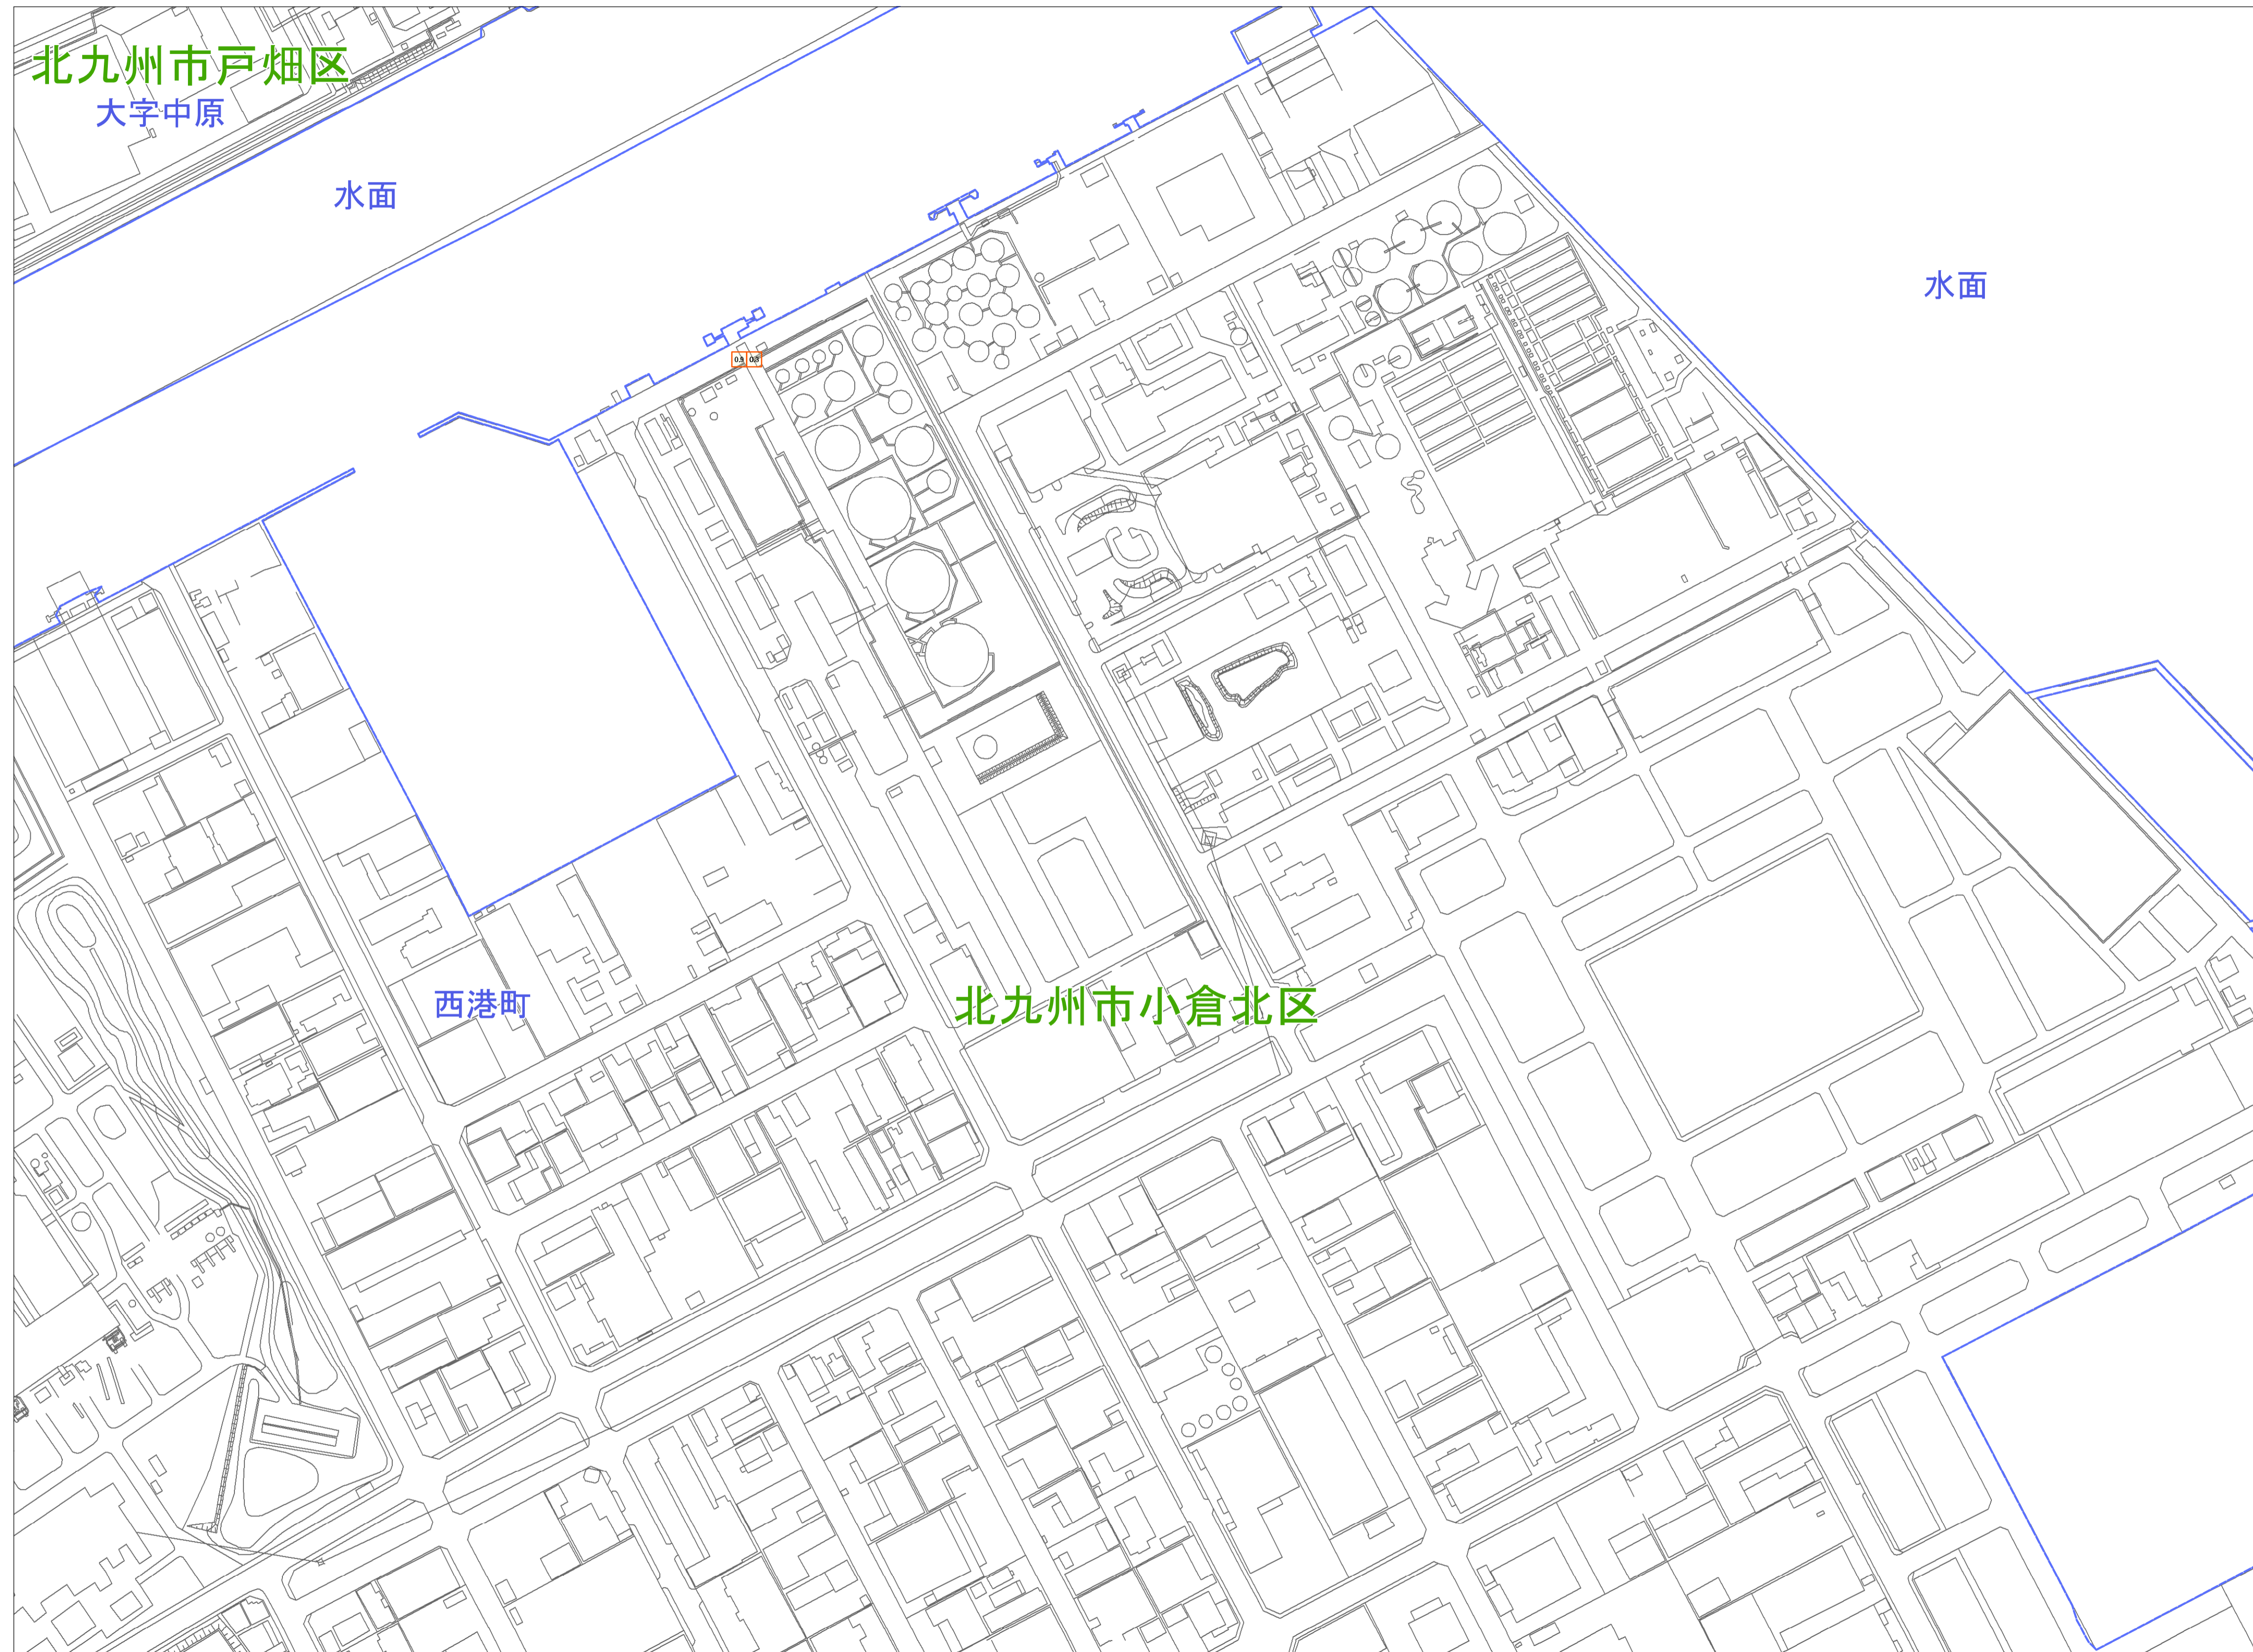 北九州市戸畑区
大字中原
水面
水面
西港町
北九州市小倉北区